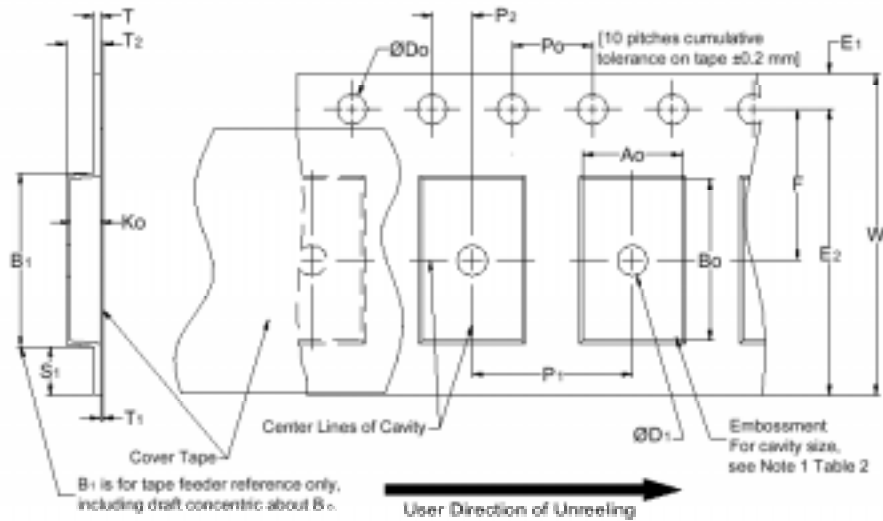 T
T2
P2
ØDo
Po
[10 pitches cumulative
tolerance on tape ±0.2 mm]
E1
Ao
F
W
Ko
B1
Bo
E2
S1
P1
T1
Center Lines of Cavity
ØD1
Embossment
For cavity size,
see Note 1 Table 2
Cover Tape
B1 is for tape feeder reference only,
including draft concentric about Bo.
User Direction of Unreeling